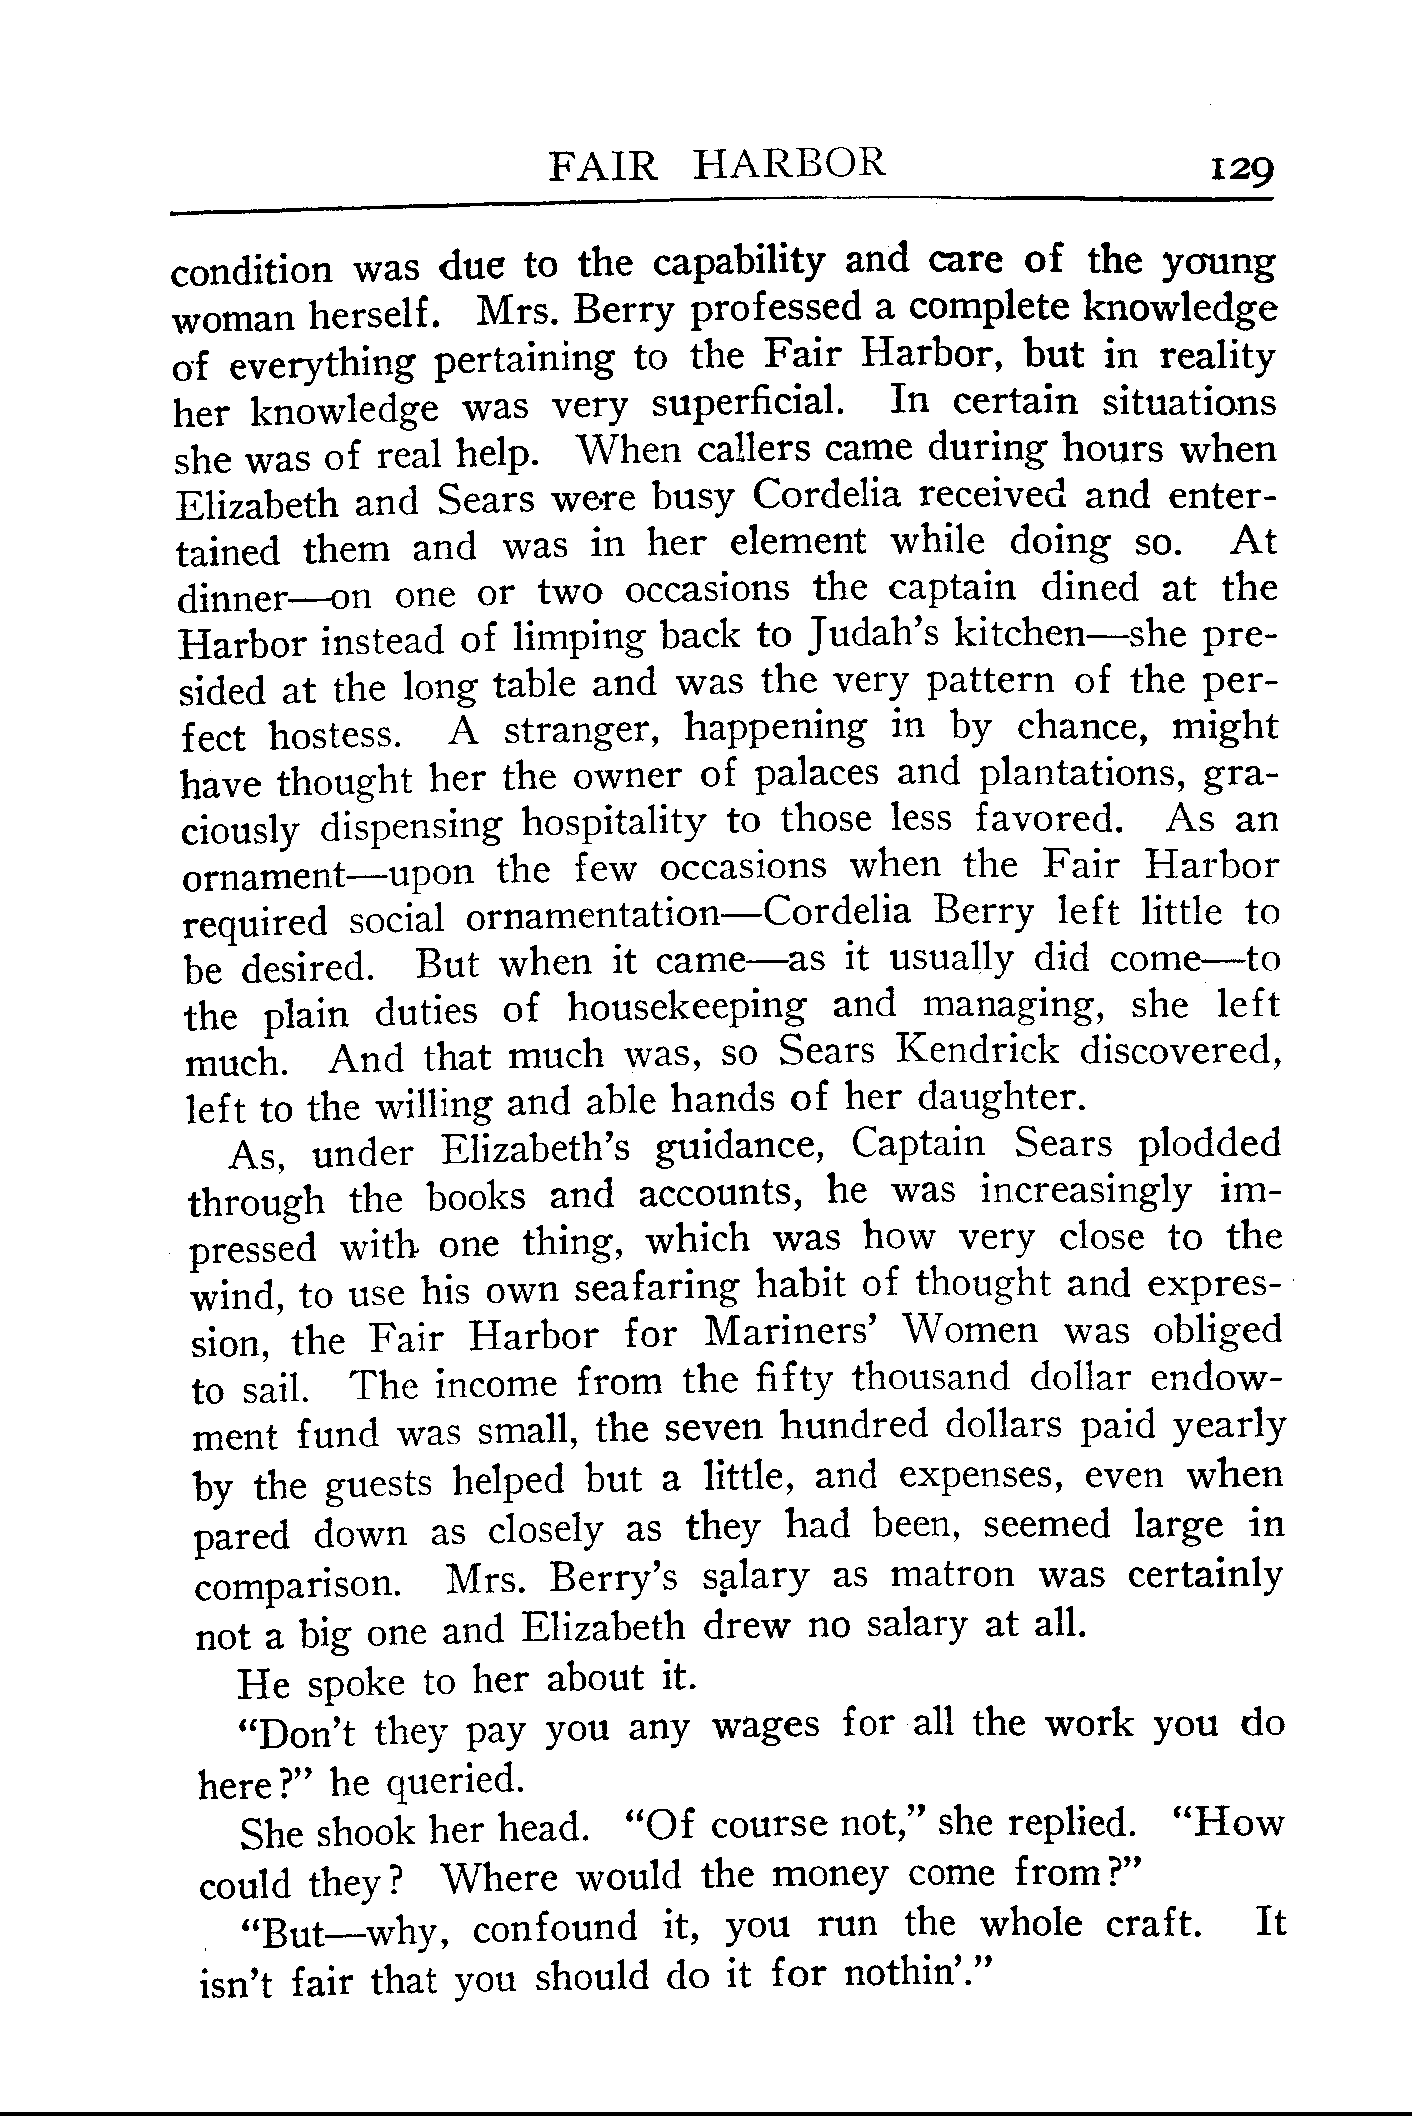 FAIR HARBOR 129
condition was due to the capability and care of the young
woman herself. Mrs. Berry professed a complete knowledge
of everything pertaining to the Fair Harbor, but in reality
her knowledge was very superficial. In certain situations
she was of real help. When callers came during hours when
Elizabeth and Sears were busy Cordelia received and enter-
tained them and was in her element while doing so. At
dinner—on one or two occasions the captain dined at the
Harbor instead of limping back to Judah's kitchen—she pre-
sided at the long table and was the very pattern of the per-
fect hostess. A stranger, happening in by chance, might
have thought her the owner of palaces and plantations, gra-
ciously dispensing hospitality to those less favored. As an
ornament—upon the few occasions when the Fair Harbor
required social ornamentation—Cordelia Berry left little to
be desired. But when it came—as it usually did come—to
the plain duties of housekeeping and managing, she left
much. And that much was, so Sears Kendrick discovered,
left to the willing and able hands of her daughter.
As, under Elizabeth's guidance, Captain Sears plodded
through the books and accounts, he was increasingly im-
pressed with one thing, which was how very close to the
wind, to use his own seafaring habit of thought and expres-
sion, the Fair Harbor for Mariners' Women was obliged
to sail. The income from the fifty thousand dollar endow-
ment fund was small, the seven hundred dollars paid yearly
by the guests helped but a little, and expenses, even when
pared down as closely as they had been, seemed large in
comparison. Mrs. Berry's salary as matron was certainly
not a big one and Elizabeth drew no salary at all.
He spoke to her about it.
"Don't they pay you any wages for all the work you do
here?" he queried.
She shook her head. "Of course not," she replied. "How
could they? Where would the money come from?"
"But—why, confound it, you run the whole craft. It
isn't fair that you should do it for nothin'."